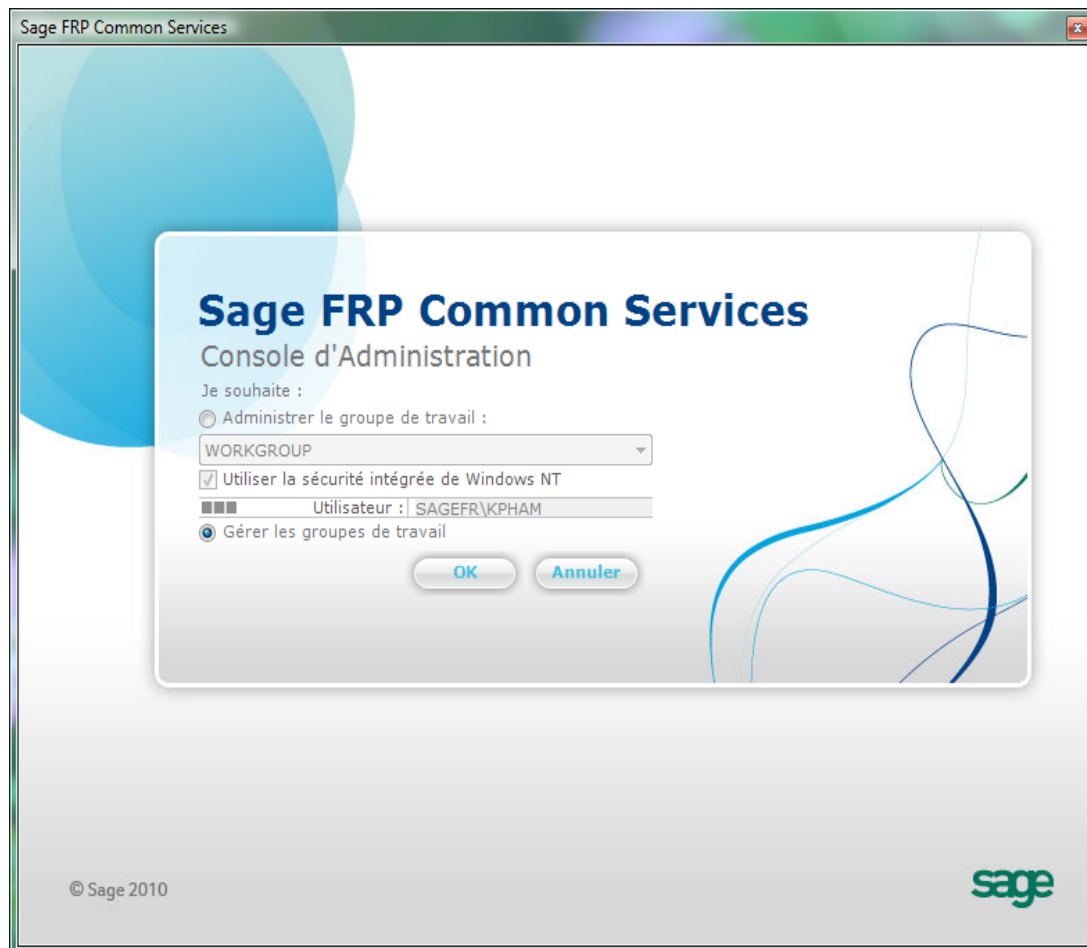 Sage FRP Common Services
Sage FRP Common Services
Console d'Administration
Je souhaite :
Administrer le groupe de travail :
WORKGROUP
Utiliser la sécurité intégrée de Windows NT
Utilisateur : SAGEFR\KPHAM
Gérer les groupes de travail
OK Annuler
© Sage 2010
sage